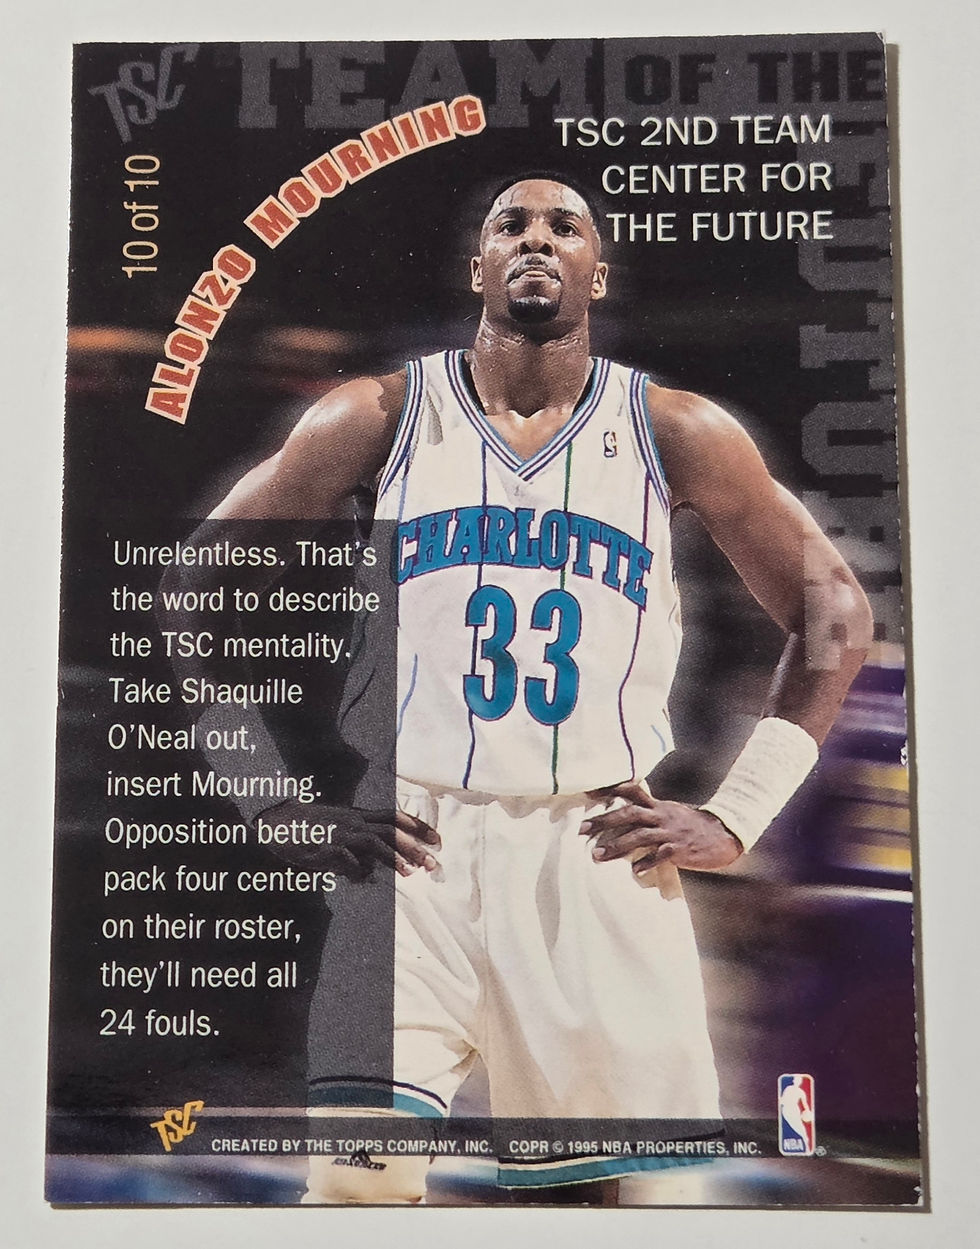 TSC TEAM OF THE
FUTURE
10 of 10
ALONZO MOURNING
TSC 2ND TEAM
CENTER FOR
THE FUTURE
CHARLOTTE
33
Unrelentless. That's
the word to describe
the TSC mentality.
Take Shaquille
O'Neal out,
insert Mourning.
Opposition better
pack four centers
on their roster,
they'll need all
24 fouls.
TSC
CREATED BY THE TOPPS COMPANY, INC. COPR © 1995 NBA PROPERTIES, INC.
NBA ®